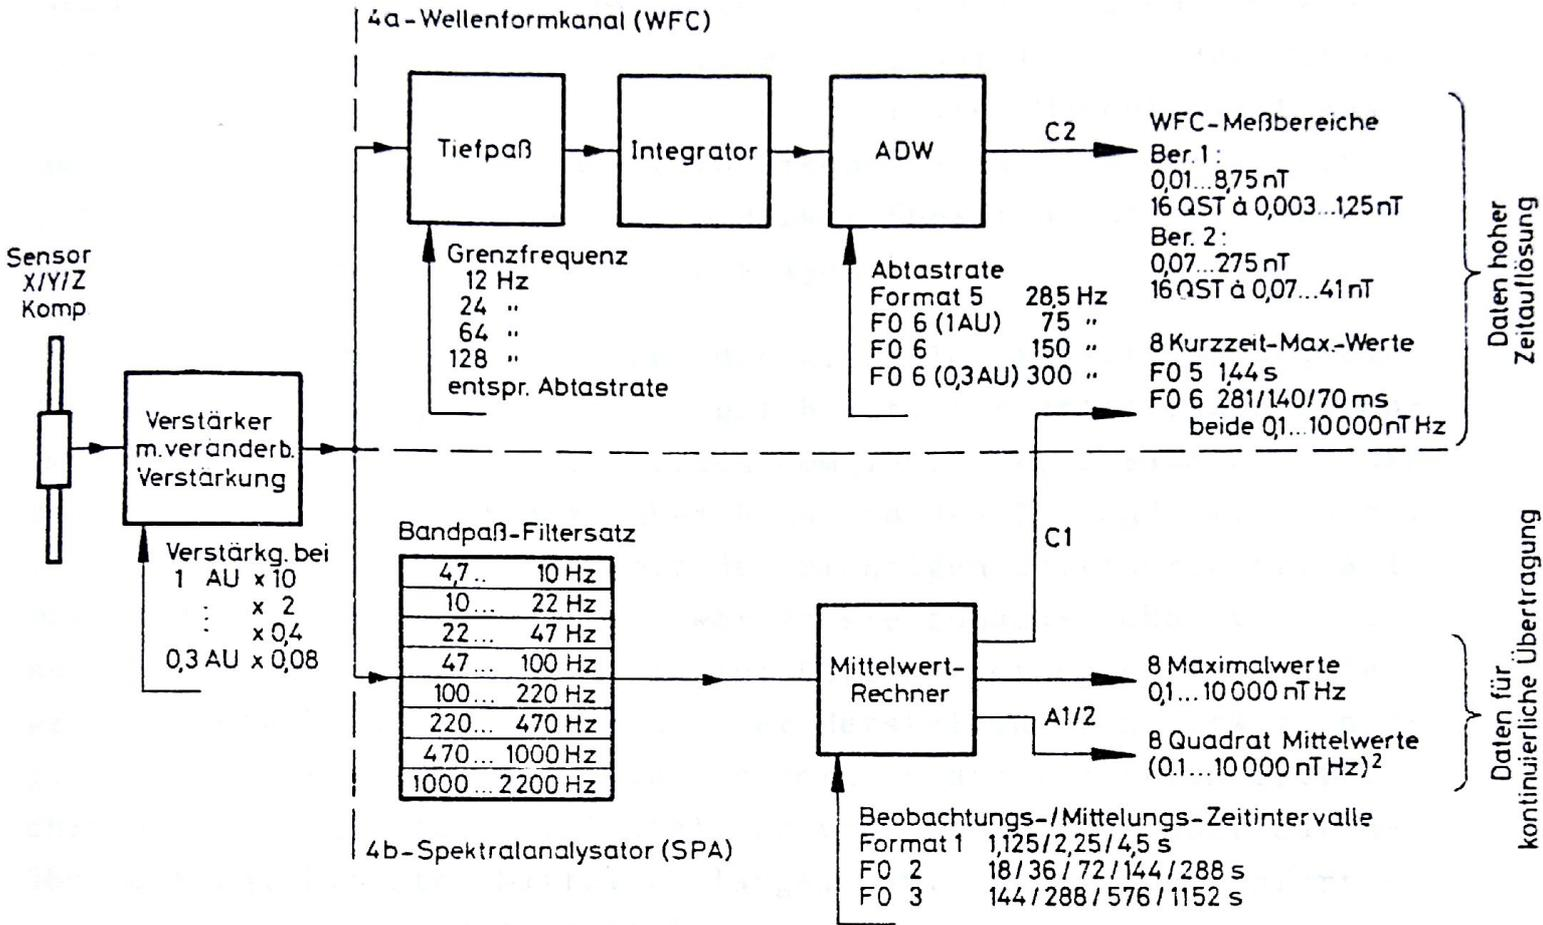 4a-Wellenformkanal (WFC)
Tiefpaß
Integrator
ADW
C2
WFC-Meßbereiche
Ber. 1:
0,01...8,75 nT
16 QST à 0,003...1,25 nT
Ber. 2:
0,07...275 nT
16 QST à 0,07...41 nT
8 Kurzzeit-Max.-Werte
FO 5 1,44 s
FO 6 281/140/70 ms
beide 0,1...10 000 nT Hz
Daten hoher
Zeitauflösung
Grenzfrequenz
12 Hz
24 "
64 "
128 "
entspr. Abtastrate
Abtastrate
Format 5 28,5 Hz
FO 6 (1AU) 75 "
FO 6 150 "
FO 6 (0,3AU) 300 "
Sensor
X/Y/Z
Komp.
Verstärker
m. veränderb.
Verstärkung
Verstärkg. bei
1 AU x 10
: x 2
: x 0,4
0,3 AU x 0,08
Bandpaß-Filtersatz
4,7.. 10 Hz
10... 22 Hz
22... 47 Hz
47... 100 Hz
100... 220 Hz
220... 470 Hz
470... 1000 Hz
1000... 2200 Hz
C1
Mittelwert-
Rechner
8 Maximalwerte
0,1...10 000 nT Hz
A1/2
8 Quadrat Mittelwerte
(0.1...10 000 nT Hz)²
Daten für
kontinuierliche Übertragung
Beobachtungs-/Mittelungs-Zeitintervalle
Format 1 1,125/2,25/4,5 s
FO 2 18/36/72/144/288 s
FO 3 144/288/576/1152 s
4b-Spektralanalysator (SPA)